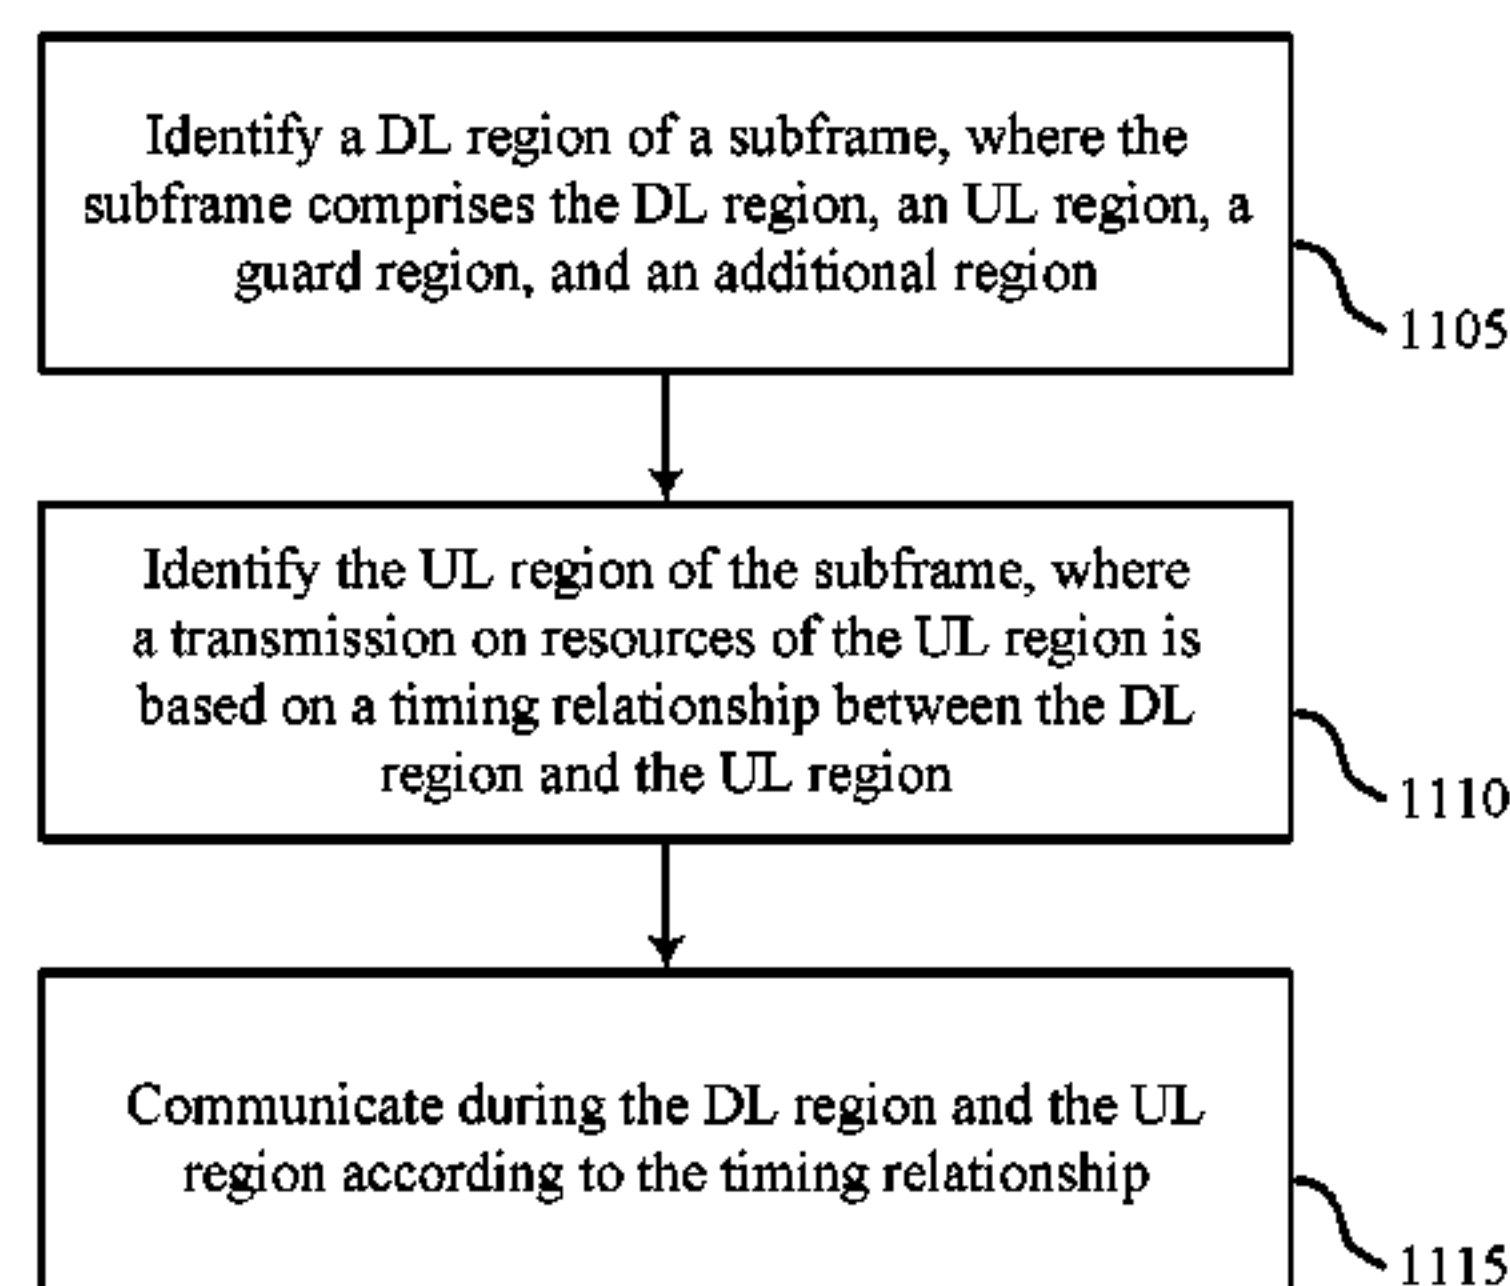 Identify a DL region of a subframe, where the
subframe comprises the DL region, an UL region, a
guard region, and an additional region
1105
Identify the UL region of the subframe, where
a transmission on resources of the UL region is
based on a timing relationship between the DL
region and the UL region
1110
Communicate during the DL region and the UL
region according to the timing relationship
1115